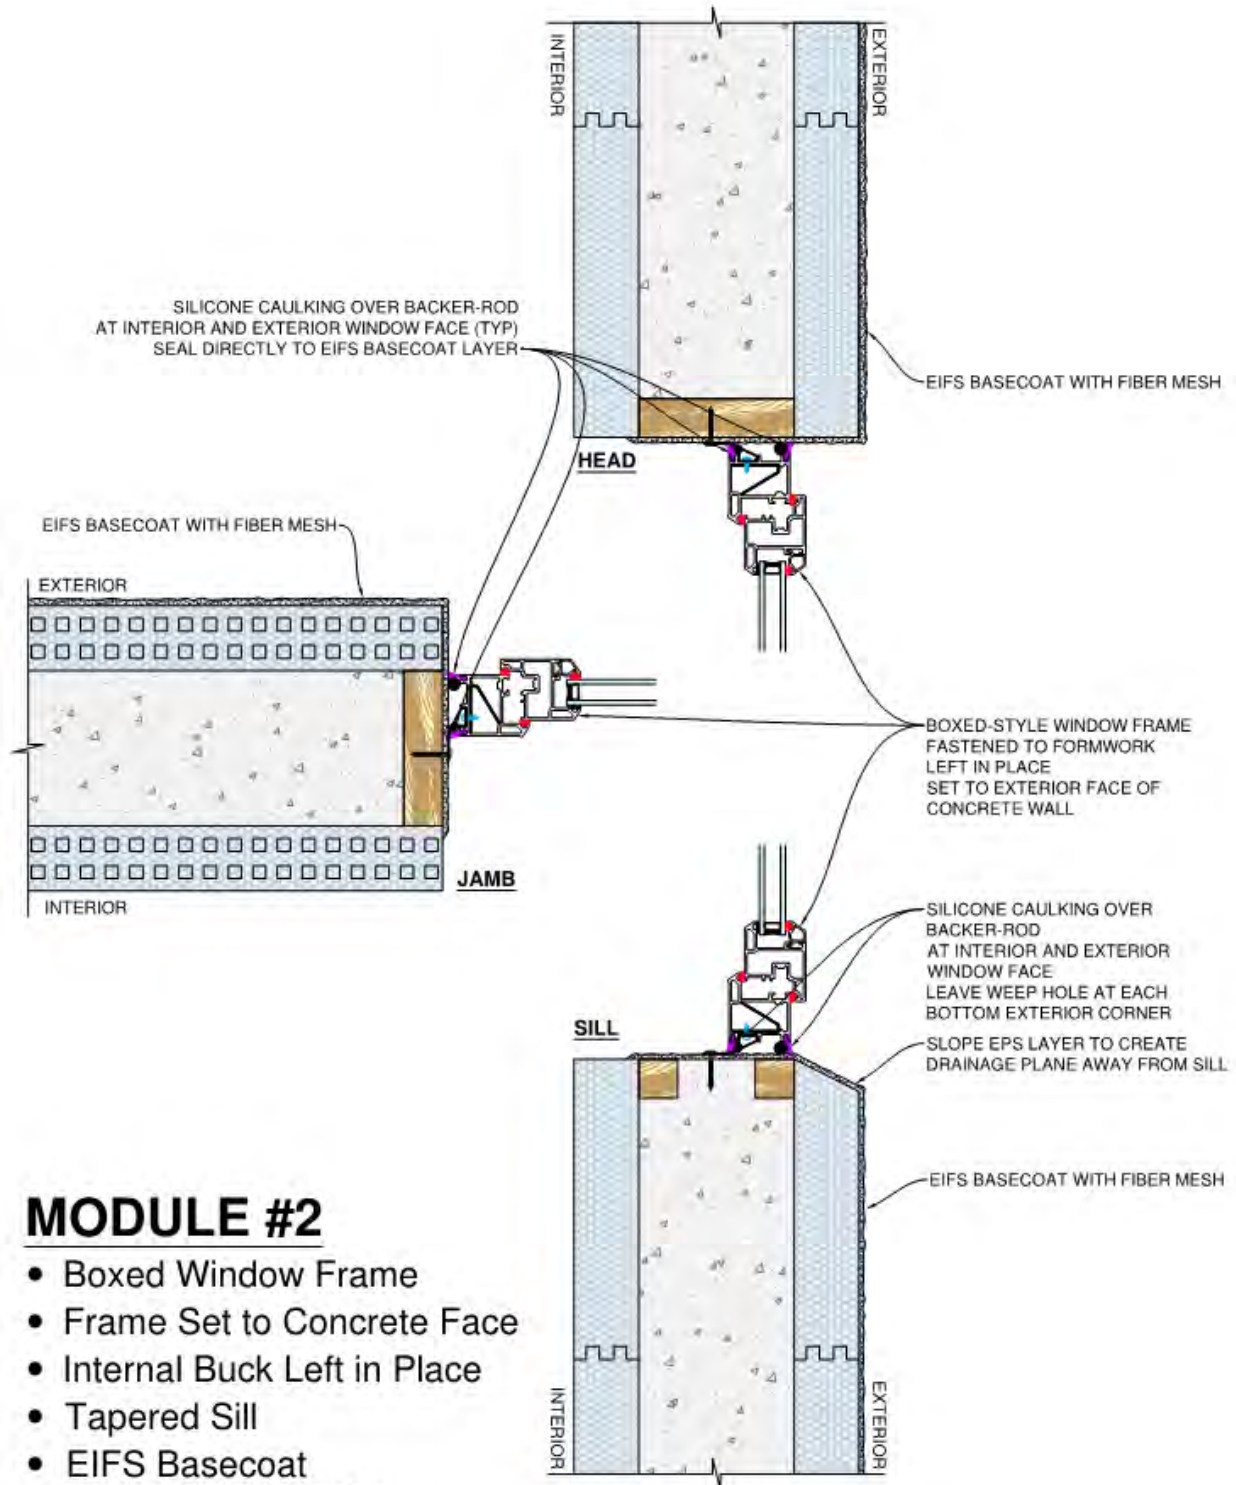 INTERIOR
EXTERIOR
SILICONE CAULKING OVER BACKER-ROD
AT INTERIOR AND EXTERIOR WINDOW FACE (TYP)
SEAL DIRECTLY TO EIFS BASECOAT LAYER
EIFS BASECOAT WITH FIBER MESH
HEAD
EIFS BASECOAT WITH FIBER MESH
EXTERIOR
JAMB
INTERIOR
BOXED-STYLE WINDOW FRAME
FASTENED TO FORMWORK
LEFT IN PLACE
SET TO EXTERIOR FACE OF
CONCRETE WALL
SILICONE CAULKING OVER
BACKER-ROD
AT INTERIOR AND EXTERIOR
WINDOW FACE
LEAVE WEEP HOLE AT EACH
BOTTOM EXTERIOR CORNER
SILL
SLOPE EPS LAYER TO CREATE
DRAINAGE PLANE AWAY FROM SILL
EIFS BASECOAT WITH FIBER MESH
INTERIOR
EXTERIOR
MODULE #2
• Boxed Window Frame
• Frame Set to Concrete Face
• Internal Buck Left in Place
• Tapered Sill
• EIFS Basecoat